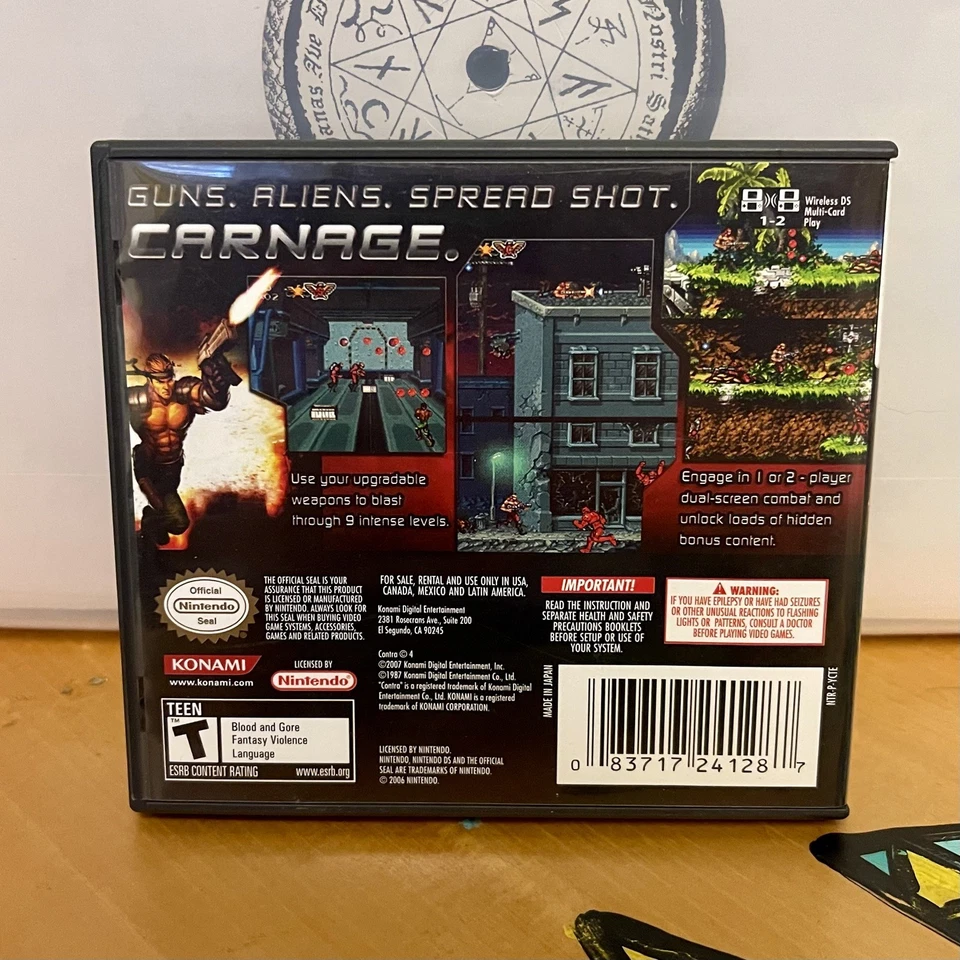 Nostri Sat
GUNS. ALIENS. SPREAD SHOT.
CARNAGE.
Wireless DS
Multi-Card
Play
1-2
Use your upgradable
weapons to blast
through 9 intense levels.
Engage in 1 or 2 - player
dual-screen combat and
unlock loads of hidden
bonus content.
Official
Nintendo
Seal
THE OFFICIAL SEAL IS YOUR
ASSURANCE THAT THIS PRODUCT
IS LICENSED OR MANUFACTURED
BY NINTENDO. ALWAYS LOOK FOR
THIS SEAL WHEN BUYING VIDEO
GAME SYSTEMS, ACCESSORIES,
GAMES AND RELATED PRODUCTS.
KONAMI
www.konami.com
LICENSED BY
Nintendo
TEEN
T
TM
Blood and Gore
Fantasy Violence
Language
ESRB CONTENT RATING www.esrb.org
FOR SALE, RENTAL AND USE ONLY IN USA,
CANADA, MEXICO AND LATIN AMERICA.
Konami Digital Entertainment
2381 Rosecrans Ave., Suite 200
El Segundo, CA 90245
Contra © 4
©2007 Konami Digital Entertainment, Inc.
©1987 Konami Digital Entertainment Co., Ltd.
"Contra" is a registered trademark of Konami Digital
Entertainment Co., Ltd. KONAMI is a registered
trademark of KONAMI CORPORATION.
LICENSED BY NINTENDO.
NINTENDO, NINTENDO DS AND THE OFFICIAL
SEAL ARE TRADEMARKS OF NINTENDO.
© 2006 NINTENDO.
IMPORTANT!
READ THE INSTRUCTION AND
SEPARATE HEALTH AND SAFETY
PRECAUTIONS BOOKLETS
BEFORE SETUP OR USE OF
YOUR SYSTEM.
WARNING:
IF YOU HAVE EPILEPSY OR HAVE HAD SEIZURES
OR OTHER UNUSUAL REACTIONS TO FLASHING
LIGHTS OR PATTERNS, CONSULT A DOCTOR
BEFORE PLAYING VIDEO GAMES.
MADE IN JAPAN
0 83717 24128 7
NTR-P-YCTE